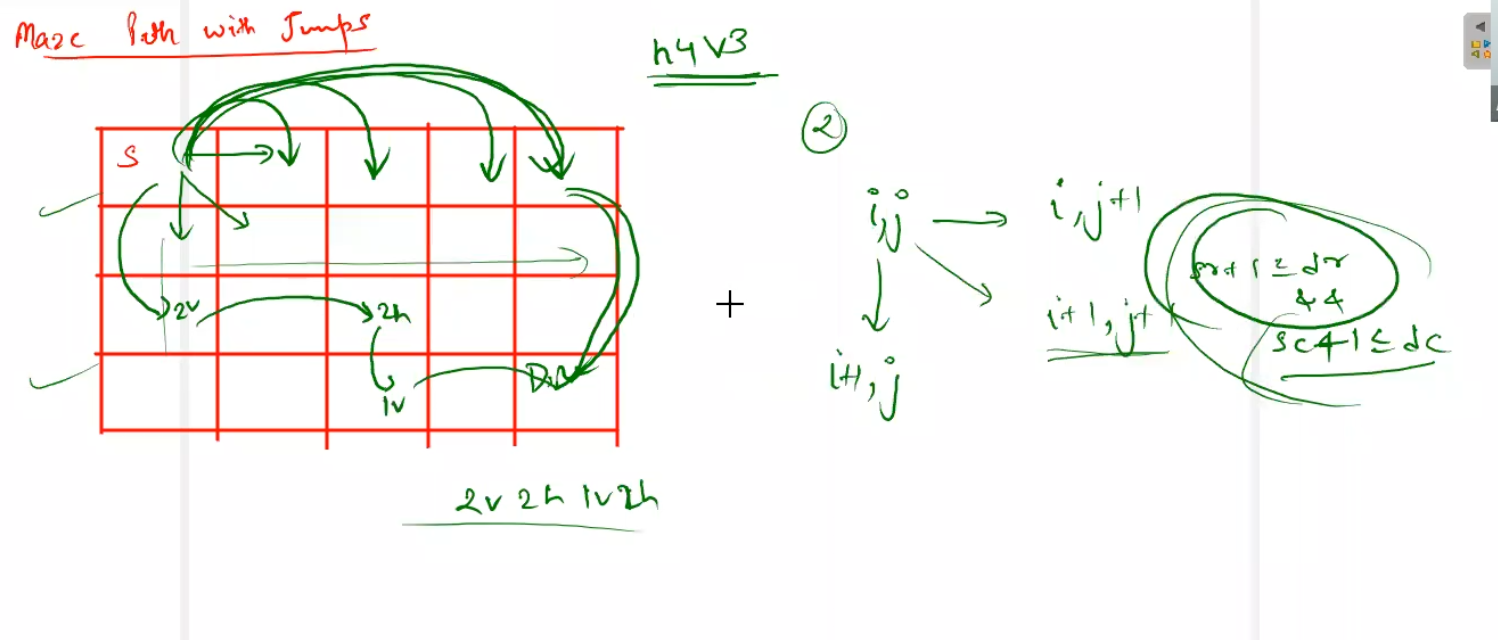 Maze Path with Jumps
h4v3
2
S
i,j
i,j+1
sr+1 ≤ dr
&&
i+1, j+1
sc+1 ≤ dc
2v
2h
i+1, j
1v
2v 2h 1v 2h